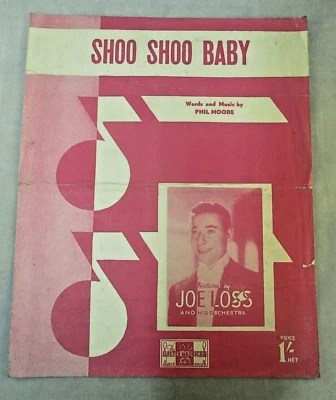 SHOO SHOO BABY
Words and Music by
PHIL MOORE
Featured by
JOE LOSS
AND HIS ORCHESTRA
PRICE
1/-
NET